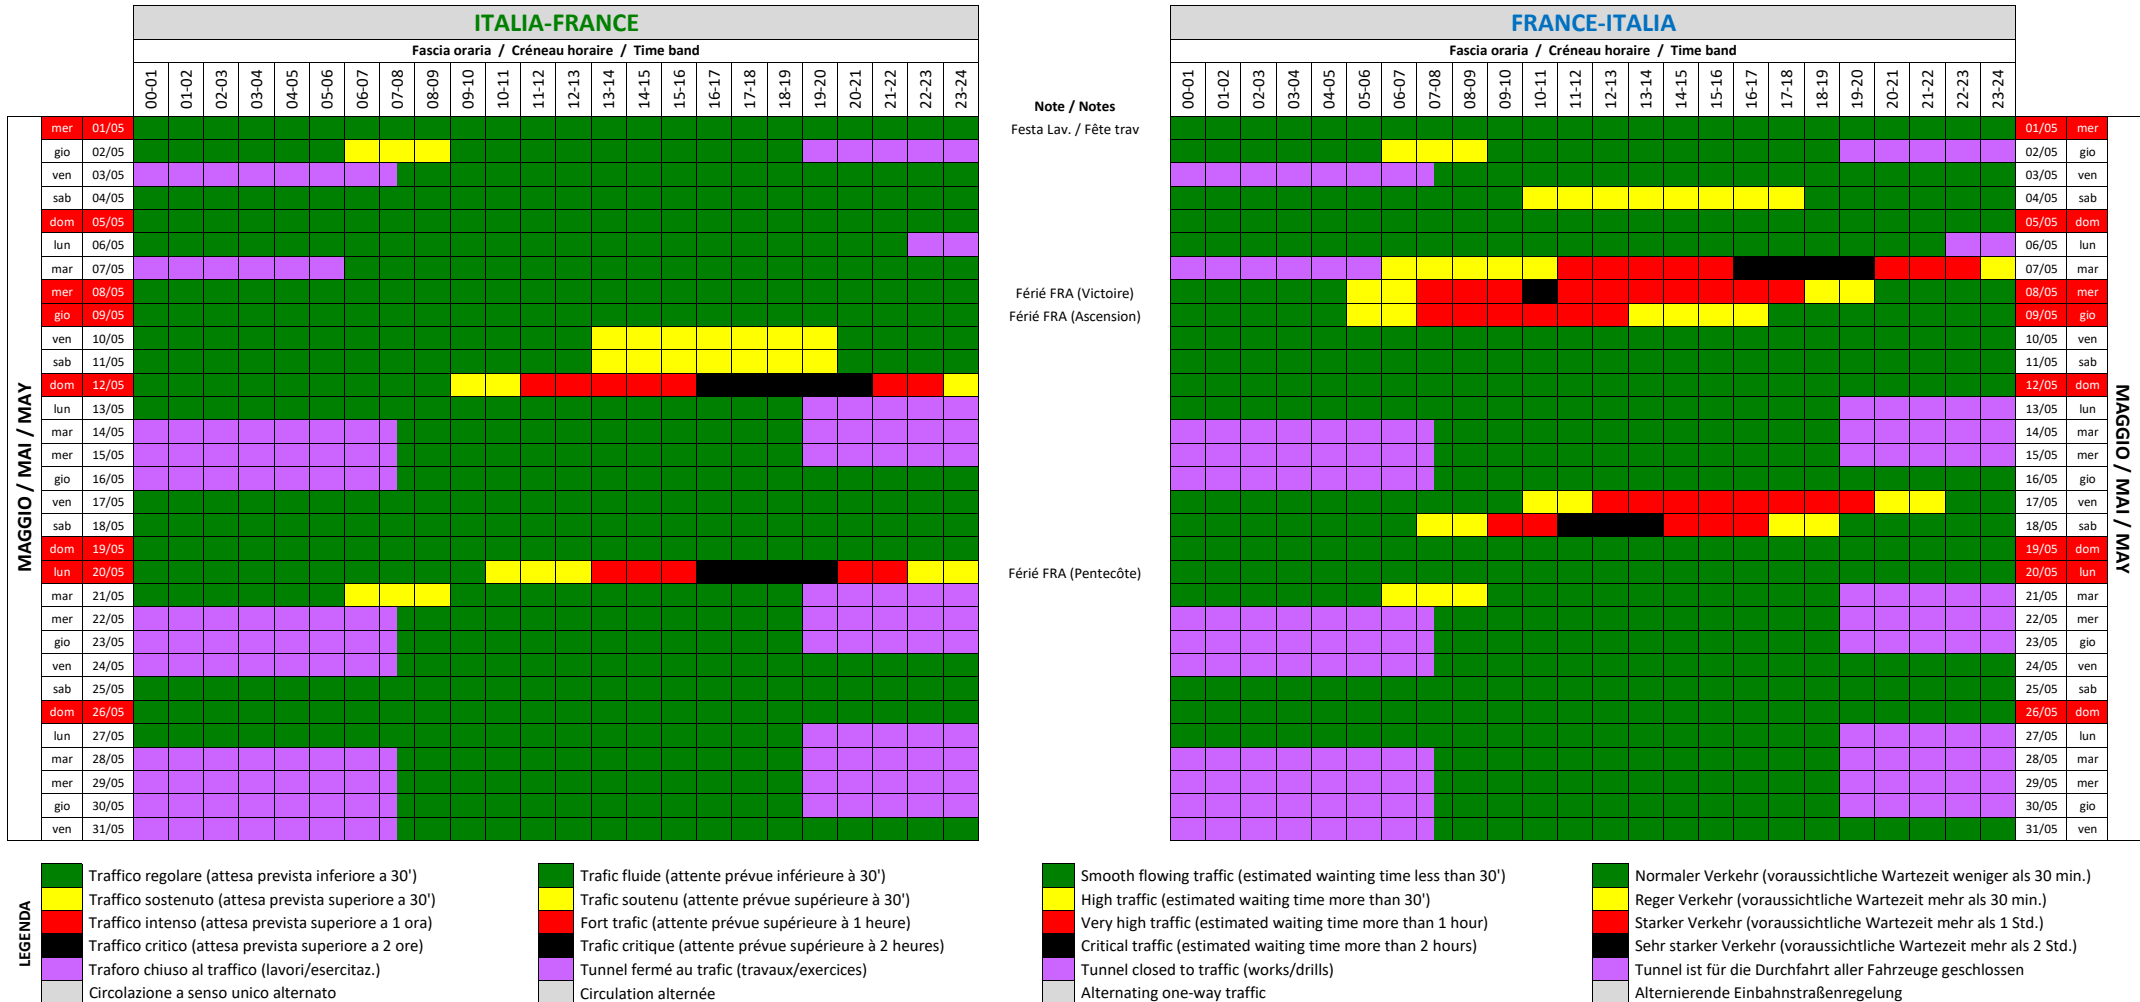 ITALIA-FRANCE
FRANCE-ITALIA
Fascia oraria / Créneau horaire / Time band
Fascia oraria / Créneau horaire / Time band
00-01 01-02 02-03 03-04 04-05 05-06 06-07 07-08 08-09 09-10 10-11 11-12 12-13 13-14 14-15 15-16 16-17 17-18 18-19 19-20 20-21 21-22 22-23 23-24
Note / Notes
00-01 01-02 02-03 03-04 04-05 05-06 06-07 07-08 08-09 09-10 10-11 11-12 12-13 13-14 14-15 15-16 16-17 17-18 18-19 19-20 20-21 21-22 22-23 23-24
MAGGIO / MAI / MAY
mer 01/05 Festa Lav. / Fête trav 01/05 mer
gio 02/05 02/05 gio
ven 03/05 03/05 ven
sab 04/05 04/05 sab
dom 05/05 05/05 dom
lun 06/05 06/05 lun
mar 07/05 07/05 mar
mer 08/05 Férié FRA (Victoire) 08/05 mer
gio 09/05 Férié FRA (Ascension) 09/05 gio
ven 10/05 10/05 ven
sab 11/05 11/05 sab
dom 12/05 12/05 dom
lun 13/05 13/05 lun
mar 14/05 14/05 mar
mer 15/05 15/05 mer
gio 16/05 16/05 gio
ven 17/05 17/05 ven
sab 18/05 18/05 sab
dom 19/05 19/05 dom
lun 20/05 Férié FRA (Pentecôte) 20/05 lun
mar 21/05 21/05 mar
mer 22/05 22/05 mer
gio 23/05 23/05 gio
ven 24/05 24/05 ven
sab 25/05 25/05 sab
dom 26/05 26/05 dom
lun 27/05 27/05 lun
mar 28/05 28/05 mar
mer 29/05 29/05 mer
gio 30/05 30/05 gio
ven 31/05 31/05 ven
MAGGIO / MAI / MAY
LEGENDA
Traffico regolare (attesa prevista inferiore a 30')
Traffico sostenuto (attesa prevista superiore a 30')
Traffico intenso (attesa prevista superiore a 1 ora)
Traffico critico (attesa prevista superiore a 2 ore)
Traforo chiuso al traffico (lavori/esercitaz.)
Circolazione a senso unico alternato
Trafic fluide (attente prévue inférieure à 30')
Trafic soutenu (attente prévue supérieure à 30')
Fort trafic (attente prévue supérieure à 1 heure)
Trafic critique (attente prévue supérieure à 2 heures)
Tunnel fermé au trafic (travaux/exercices)
Circulation alternée
Smooth flowing traffic (estimated wainting time less than 30')
High traffic (estimated waiting time more than 30')
Very high traffic (estimated waiting time more than 1 hour)
Critical traffic (estimated waiting time more than 2 hours)
Tunnel closed to traffic (works/drills)
Alternating one-way traffic
Normaler Verkehr (voraussichtliche Wartezeit weniger als 30 min.)
Reger Verkehr (voraussichtliche Wartezeit mehr als 30 min.)
Starker Verkehr (voraussichtliche Wartezeit mehr als 1 Std.)
Sehr starker Verkehr (voraussichtliche Wartezeit mehr als 2 Std.)
Tunnel ist für die Durchfahrt aller Fahrzeuge geschlossen
Alternierende Einbahnstraßenregelung